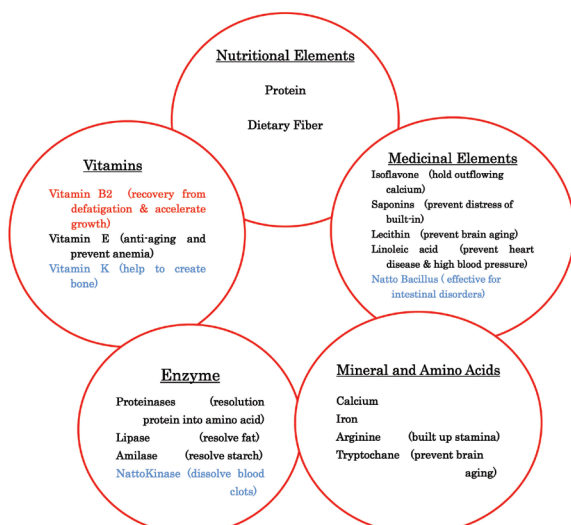 Nutritional Elements
Protein
Dietary Fiber
Vitamins
Vitamin B2 (recovery from
defatigation & accelerate
growth)
Vitamin E (anti-aging and
prevent anemia)
Vitamin K (help to create
bone)
Medicinal Elements
Isoflavone (hold outflowing
calcium)
Saponins (prevent distress of
built-in)
Lecithin (prevent brain aging)
Linoleic acid (prevent heart
disease & high blood pressure)
Natto Bacillus ( effective for
intestinal disorders)
Enzyme
Proteinases (resolution
protein into amino acid)
Lipase (resolve fat)
Amilase (resolve starch)
NattoKinase (dissolve blood
clots)
Mineral and Amino Acids
Calcium
Iron
Arginine (built up stamina)
Tryptochane (prevent brain
aging)